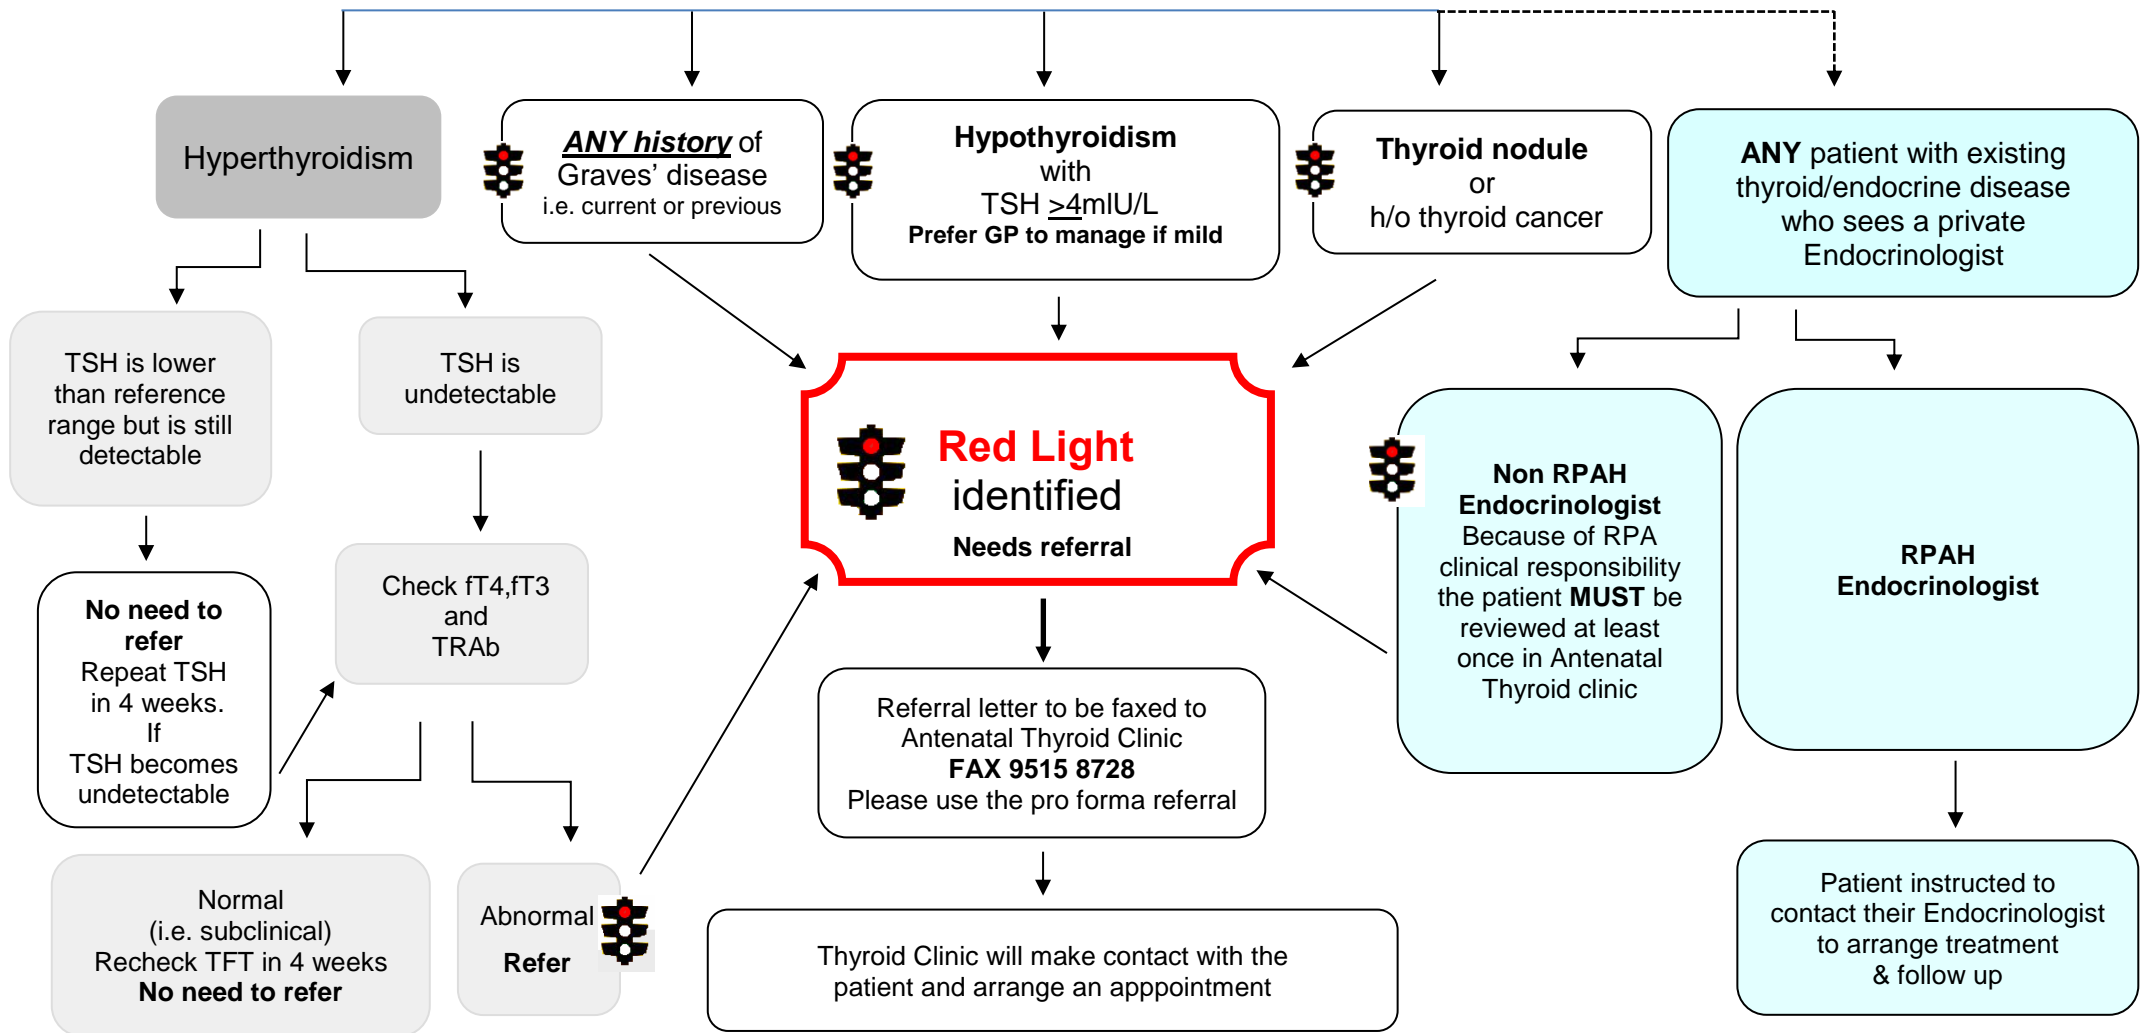 Hyperthyroidism
ANY history of
Graves’ disease
i.e. current or previous
Hypothyroidism
with
TSH >4mIU/L
Prefer GP to manage if mild
Thyroid nodule
or
h/o thyroid cancer
ANY patient with existing
thyroid/endocrine disease
who sees a private
Endocrinologist
TSH is lower
than reference
range but is still
detectable
TSH is
undetectable
Red Light
identified
Needs referral
Non RPAH
Endocrinologist
Because of RPA
clinical responsibility
the patient MUST be
reviewed at least
once in Antenatal
Thyroid clinic
RPAH
Endocrinologist
No need to
refer
Repeat TSH
in 4 weeks.
If
TSH becomes
undetectable
Check fT4,fT3
and
TRAb
Referral letter to be faxed to
Antenatal Thyroid Clinic
FAX 9515 8728
Please use the pro forma referral
Normal
(i.e. subclinical)
Recheck TFT in 4 weeks
No need to refer
Abnormal
Refer
Thyroid Clinic will make contact with the
patient and arrange an apppointment
Patient instructed to
contact their Endocrinologist
to arrange treatment
& follow up